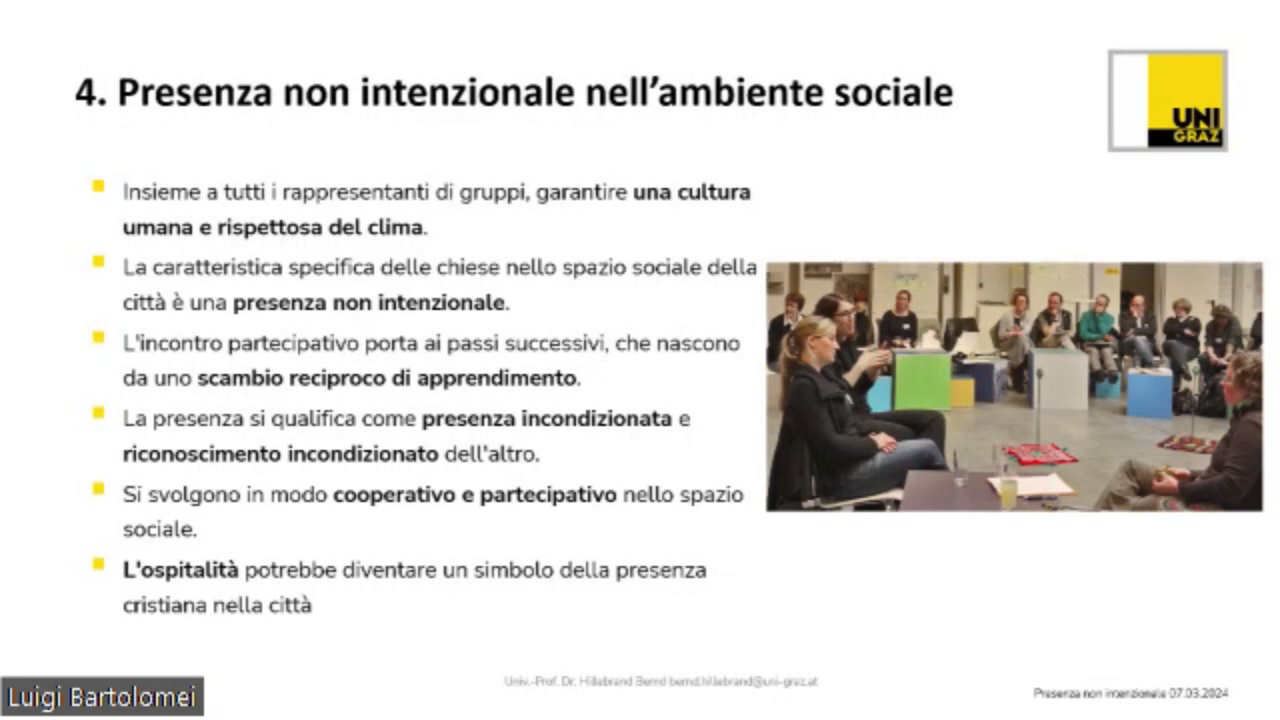 4. Presenza non intenzionale nell’ambiente sociale
UNI
GRAZ
Insieme a tutti i rappresentanti di gruppi, garantire una cultura
umana e rispettosa del clima.
La caratteristica specifica delle chiese nello spazio sociale della
città è una presenza non intenzionale.
L'incontro partecipativo porta ai passi successivi, che nascono
da uno scambio reciproco di apprendimento.
La presenza si qualifica come presenza incondizionata e
riconoscimento incondizionato dell'altro.
Si svolgono in modo cooperativo e partecipativo nello spazio
sociale.
L'ospitalità potrebbe diventare un simbolo della presenza
cristiana nella città
Univ.-Prof. Dr. Hillebrand Bernd bernd.hillebrand@uni-graz.at
Presenza non intenzionale 07.03.2024
Luigi Bartolomei